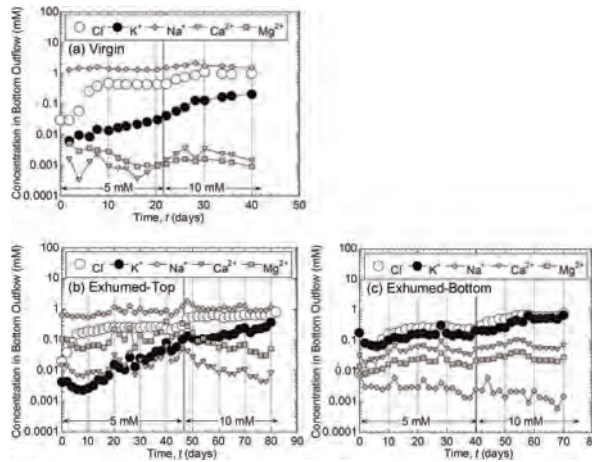 Concentration in Bottom Outflow (mM)
100
10
1
0.1
0.01
0.001
0.0001
Cl⁻ K⁺ Na⁺ Ca²⁺ Mg²⁺
(a) Virgin
5 mM 10 mM
0 10 20 30 40 50
Time, t (days)
Concentration in Bottom Outflow (mM)
100
10
1
0.1
0.01
0.001
0.0001
Cl⁻ K⁺ Na⁺ Ca²⁺ Mg²⁺
(b) Exhumed-Top
5 mM 10 mM
0 10 20 30 40 50 60 70 80 90
Time, t (days)
Concentration in Bottom Outflow (mM)
100
10
1
0.1
0.01
0.001
0.0001
Cl⁻ K⁺ Na⁺ Ca²⁺ Mg²⁺
(c) Exhumed-Bottom
5 mM 10 mM
0 10 20 30 40 50 60 70 80
Time, t (days)